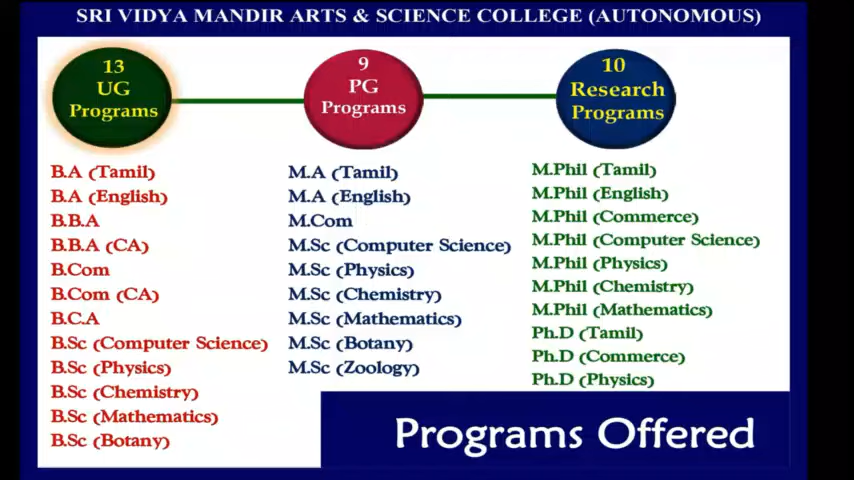 SRI VIDYA MANDIR ARTS & SCIENCE COLLEGE (AUTONOMOUS)
13
UG
Programs
9
PG
Programs
10
Research
Programs
B.A (Tamil)
B.A (English)
B.B.A
B.B.A (CA)
B.Com
B.Com (CA)
B.C.A
B.Sc (Computer Science)
B.Sc (Physics)
B.Sc (Chemistry)
B.Sc (Mathematics)
B.Sc (Botany)
M.A (Tamil)
M.A (English)
M.Com
M.Sc (Computer Science)
M.Sc (Physics)
M.Sc (Chemistry)
M.Sc (Mathematics)
M.Sc (Botany)
M.Sc (Zoology)
M.Phil (Tamil)
M.Phil (English)
M.Phil (Commerce)
M.Phil (Computer Science)
M.Phil (Physics)
M.Phil (Chemistry)
M.Phil (Mathematics)
Ph.D (Tamil)
Ph.D (Commerce)
Ph.D (Physics)
Programs Offered